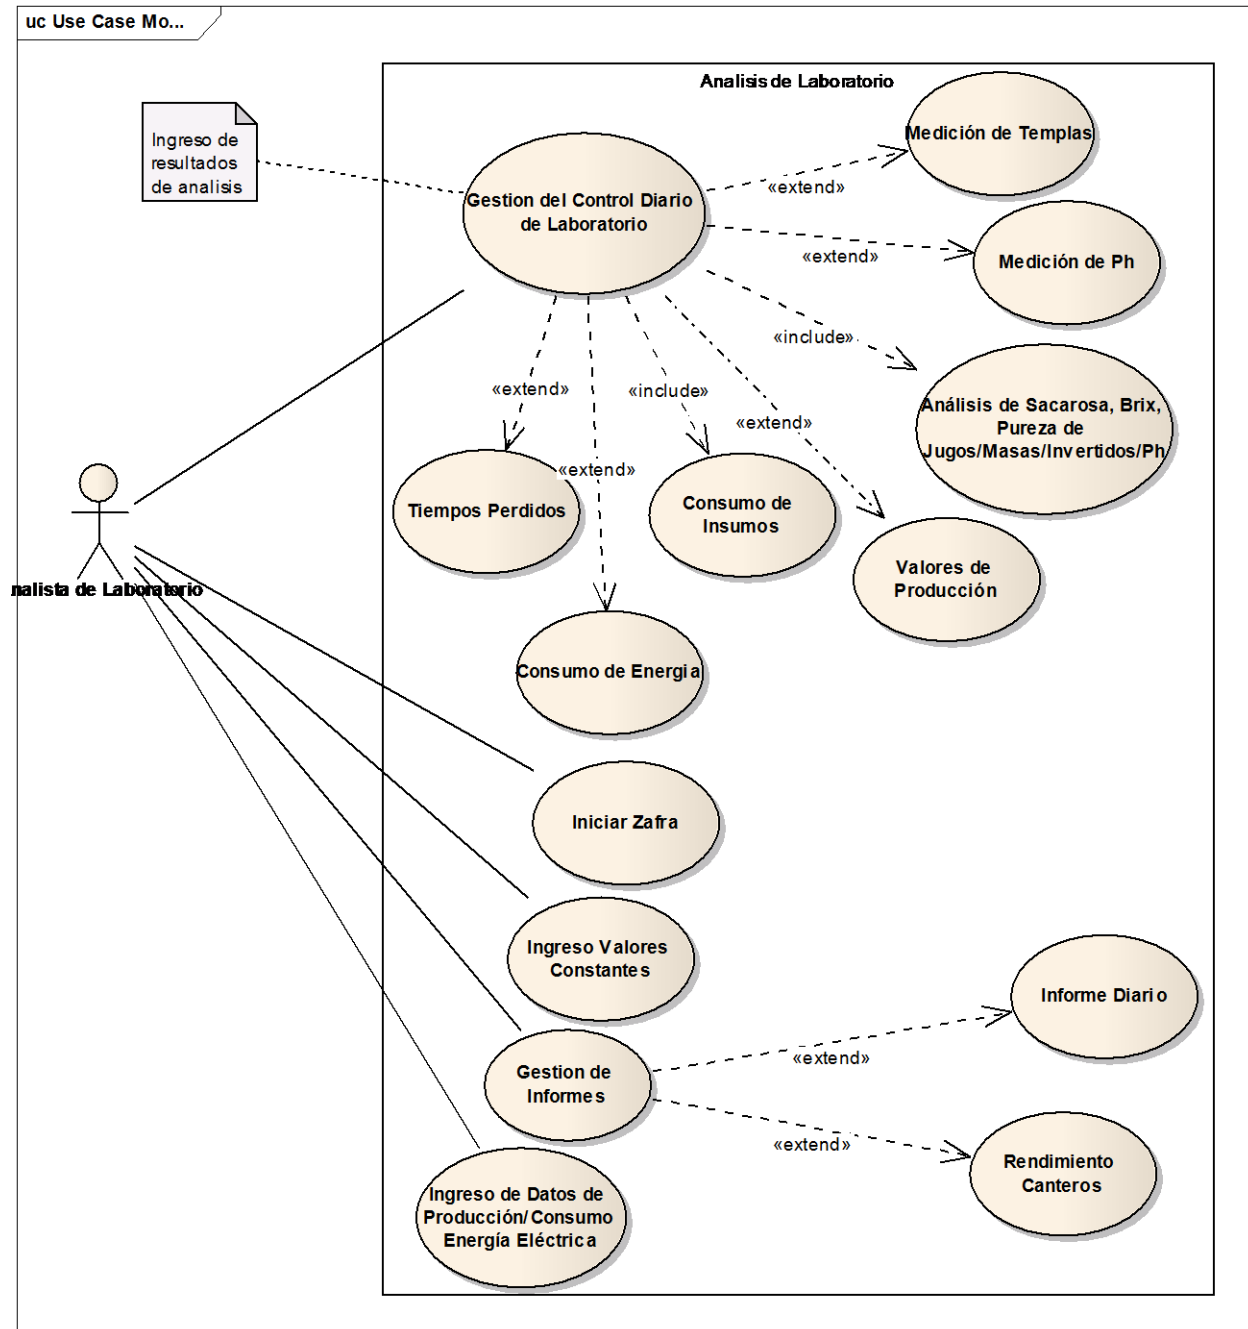 uc Use Case Mo...
Analisis de Laboratorio
Ingreso de
resultados
de analisis
Gestion del Control Diario
de Laboratorio
Medición de Templas
«extend»
Medición de Ph
«extend»
«include»
Análisis de Sacarosa, Brix,
Pureza de
Jugos/Masas/Invertidos/Ph
«extend»
«include»
«extend»
«extend»
Tiempos Perdidos
Consumo de
Insumos
Valores de
Producción
nalista de Laboratorio
Consumo de Energia
Iniciar Zafra
Ingreso Valores
Constantes
Informe Diario
«extend»
Gestion de
Informes
«extend»
Rendimiento
Canteros
Ingreso de Datos de
Producción/Consumo
Energía Eléctrica